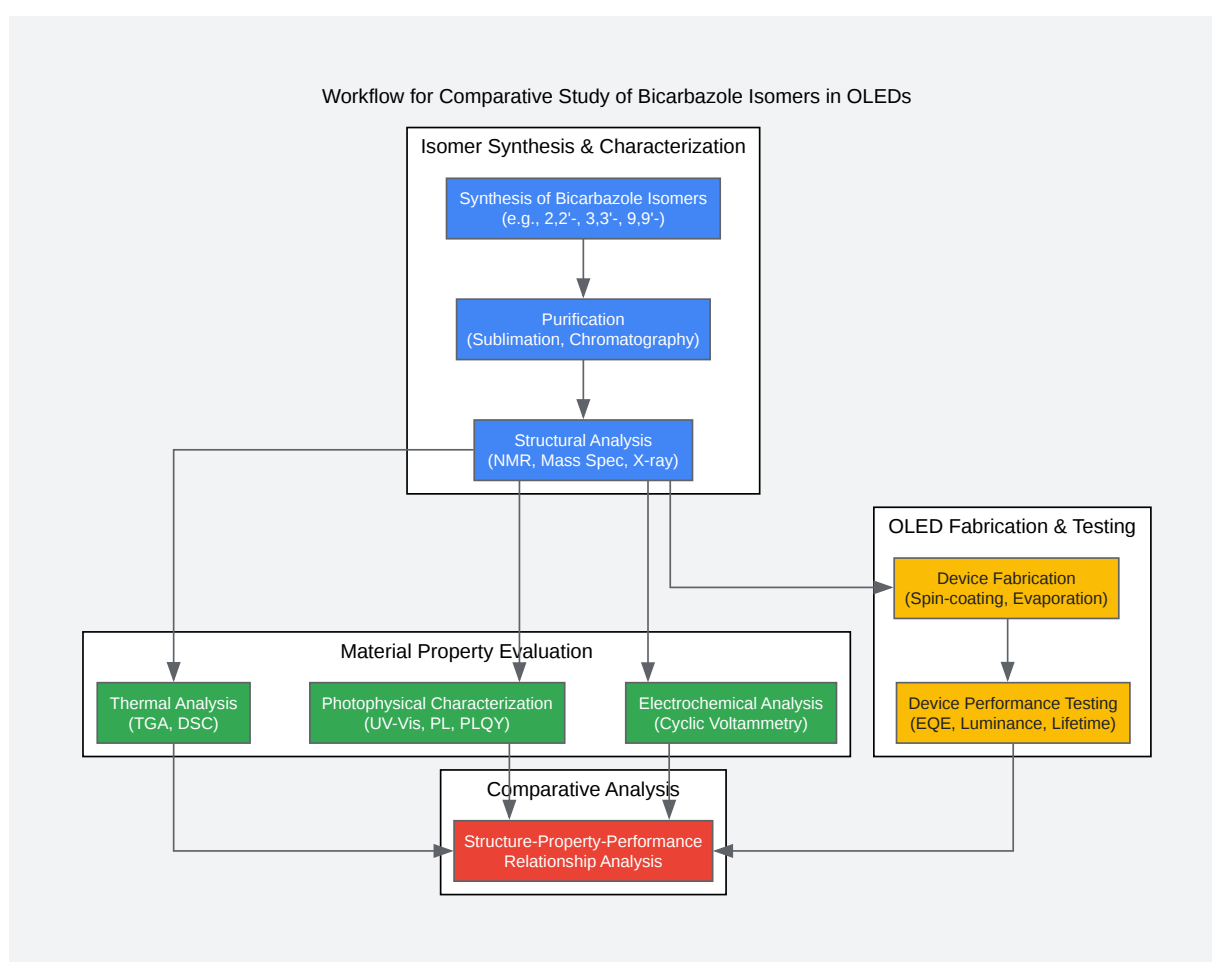 Workflow for Comparative Study of Bicarbazole Isomers in OLEDs
Isomer Synthesis & Characterization
Synthesis of Bicarbazole Isomers
(e.g., 2,2'-, 3,3'-, 9,9'-)
Purification
(Sublimation, Chromatography)
Structural Analysis
(NMR, Mass Spec, X-ray)
OLED Fabrication & Testing
Device Fabrication
(Spin-coating, Evaporation)
Material Property Evaluation
Thermal Analysis
(TGA, DSC)
Photophysical Characterization
(UV-Vis, PL, PLQY)
Electrochemical Analysis
(Cyclic Voltammetry)
Device Performance Testing
(EQE, Luminance, Lifetime)
Comparative Analysis
Structure-Property-Performance
Relationship Analysis